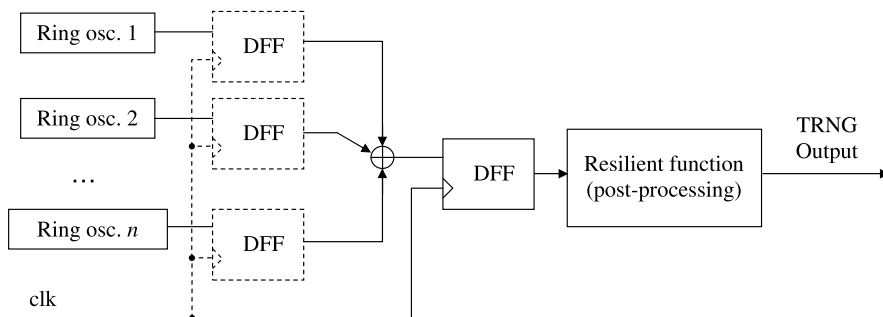 Ring osc. 1
DFF
Ring osc. 2
DFF
...
Ring osc. n
DFF
clk
DFF
Resilient function
(post-processing)
TRNG
Output